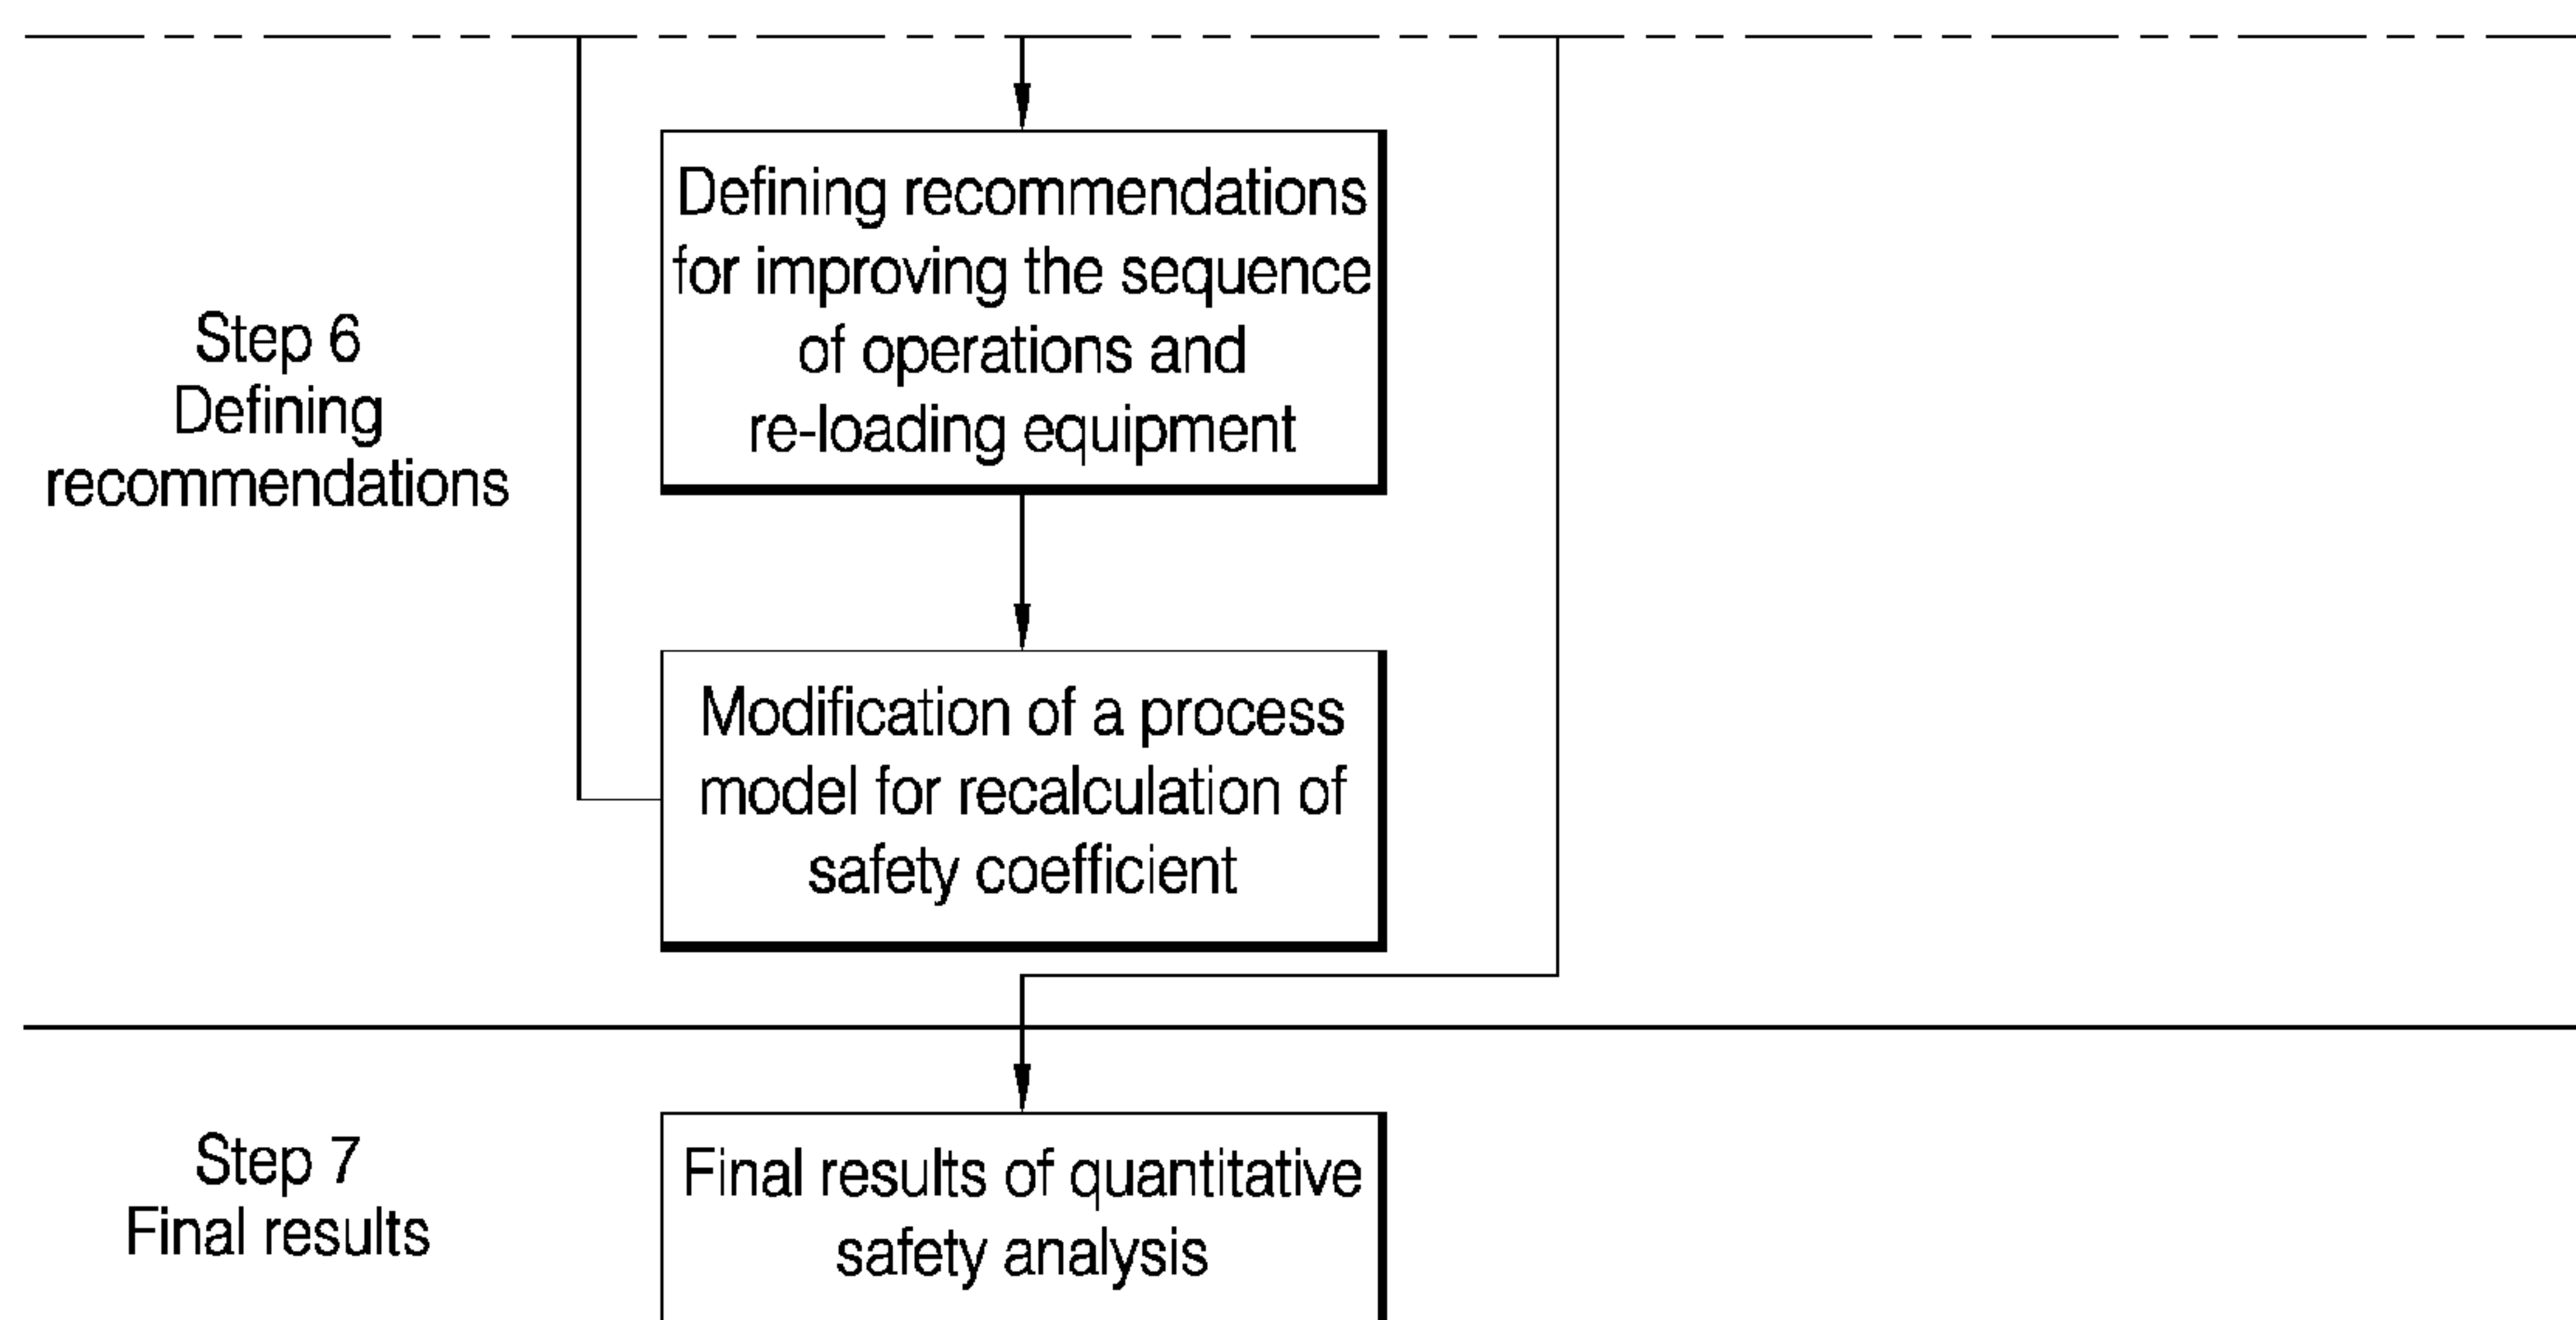 Step 6
Defining
recommendations
Defining recommendations
for improving the sequence
of operations and
re-loading equipment
Modification of a process
model for recalculation of
safety coefficient
Step 7
Final results
Final results of quantitative
safety analysis